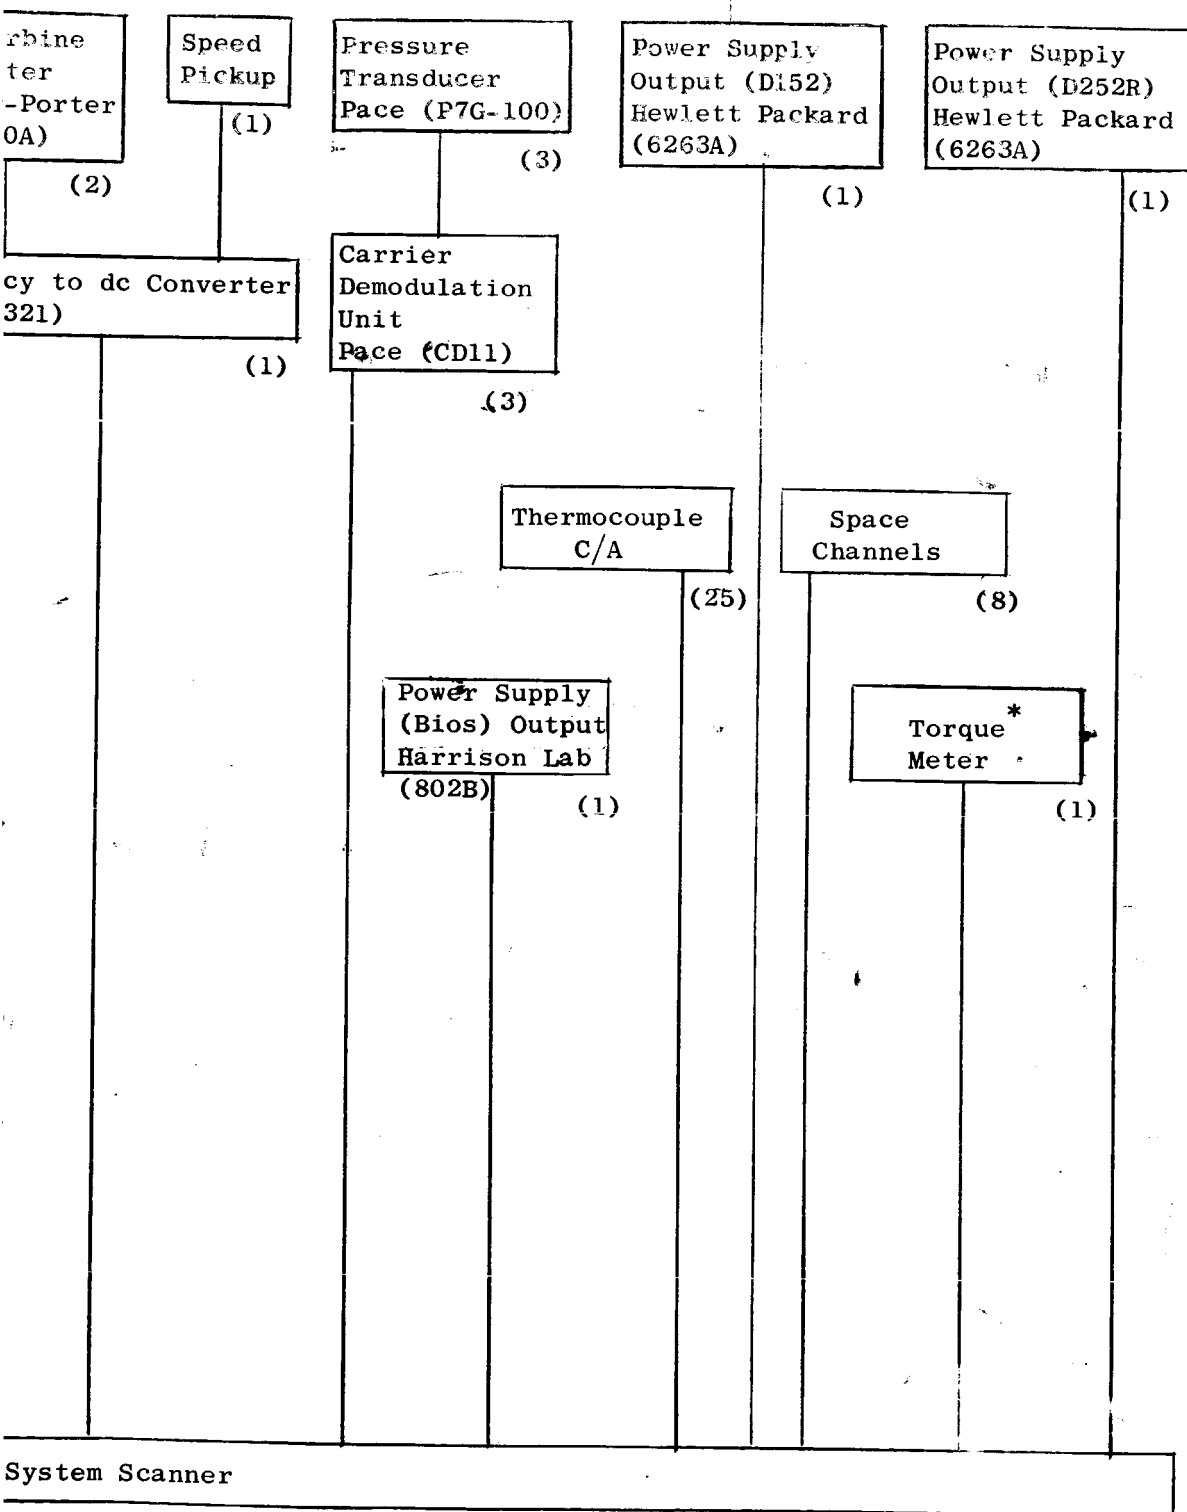 rbine
ter
-Porter
0A)
(2)
Speed
Pickup
(1)
Pressure
Transducer
Pace (P7G-100)
(3)
Power Supply
Output (D152)
Hewlett Packard
(6263A)
(1)
Power Supply
Output (D252R)
Hewlett Packard
(6263A)
(1)
cy to dc Converter
321)
(1)
Carrier
Demodulation
Unit
Pace (CD11)
(3)
Thermocouple
C/A
(25)
Space
Channels
(8)
Power Supply
(Bios) Output
Harrison Lab
(802B)
(1)
Torque*
Meter
(1)
System Scanner